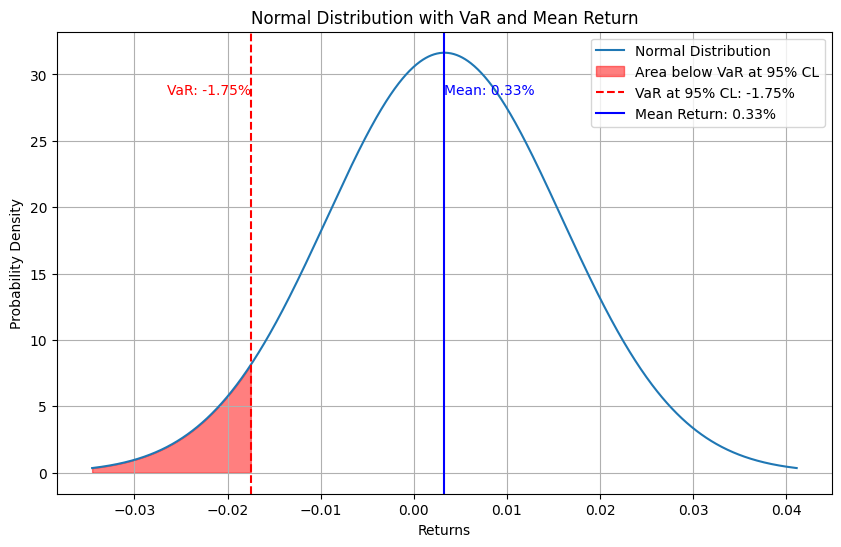 Normal Distribution with VaR and Mean Return
Normal Distribution
Area below VaR at 95% CL
VaR at 95% CL: -1.75%
Mean Return: 0.33%
VaR: -1.75%
Mean: 0.33%
Probability Density
30
25
20
15
10
5
0
−0.03 −0.02 −0.01 0.00 0.01 0.02 0.03 0.04
Returns